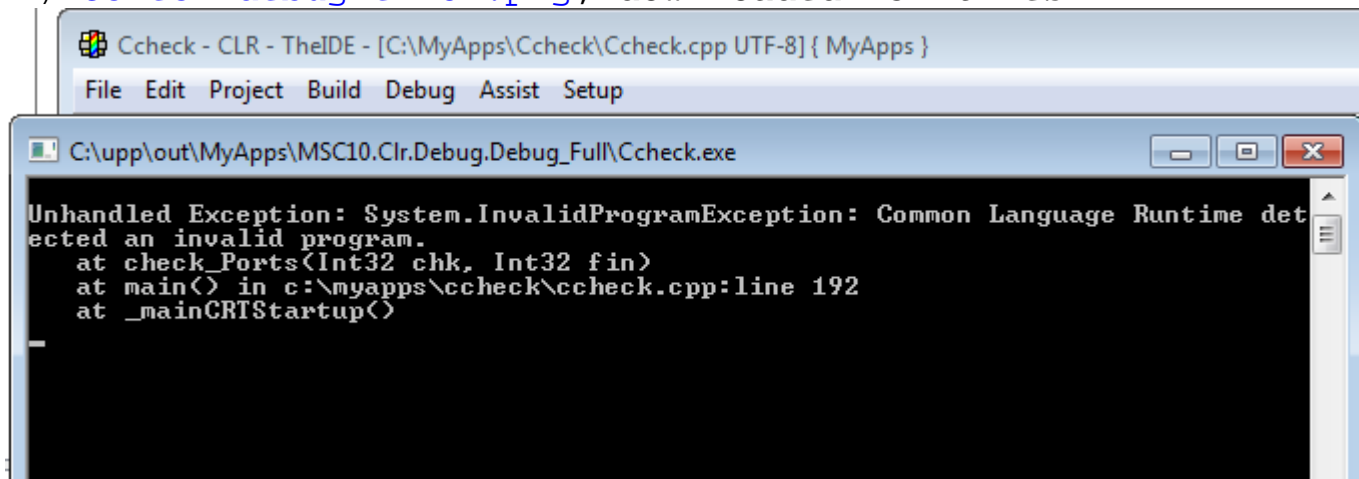 Ccheck - CLR - TheIDE - [C:\MyApps\Ccheck\Ccheck.cpp UTF-8] { MyApps }
File Edit Project Build Debug Assist Setup
C:\upp\out\MyApps\MSC10.Clr.Debug.Debug_Full\Ccheck.exe
Unhandled Exception: System.InvalidProgramException: Common Language Runtime det
ected an invalid program.
   at check_Ports(Int32 chk, Int32 fin)
   at main() in c:\myapps\ccheck\ccheck.cpp:line 192
   at _mainCRTStartup()